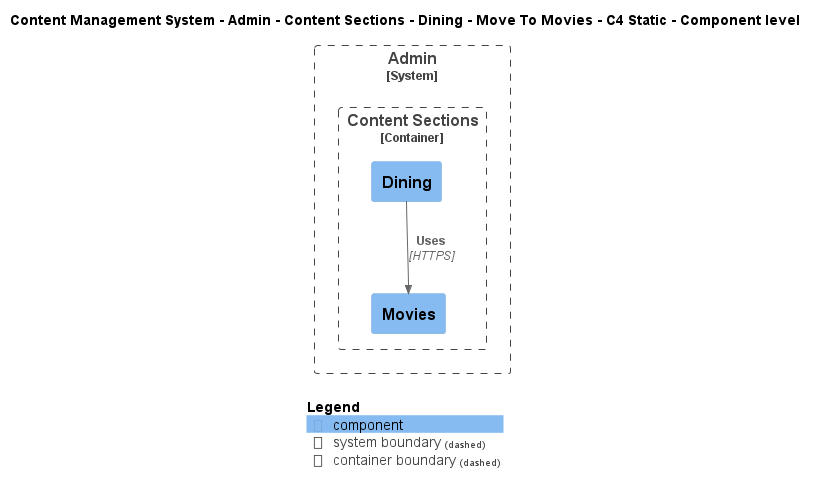 Content Management System - Admin - Content Sections - Dining - Move To Movies - C4 Static - Component level
Admin
[System]
Content Sections
[Container]
Dining
Uses
[HTTPS]
Movies
Legend
component
system boundary (dashed)
container boundary (dashed)